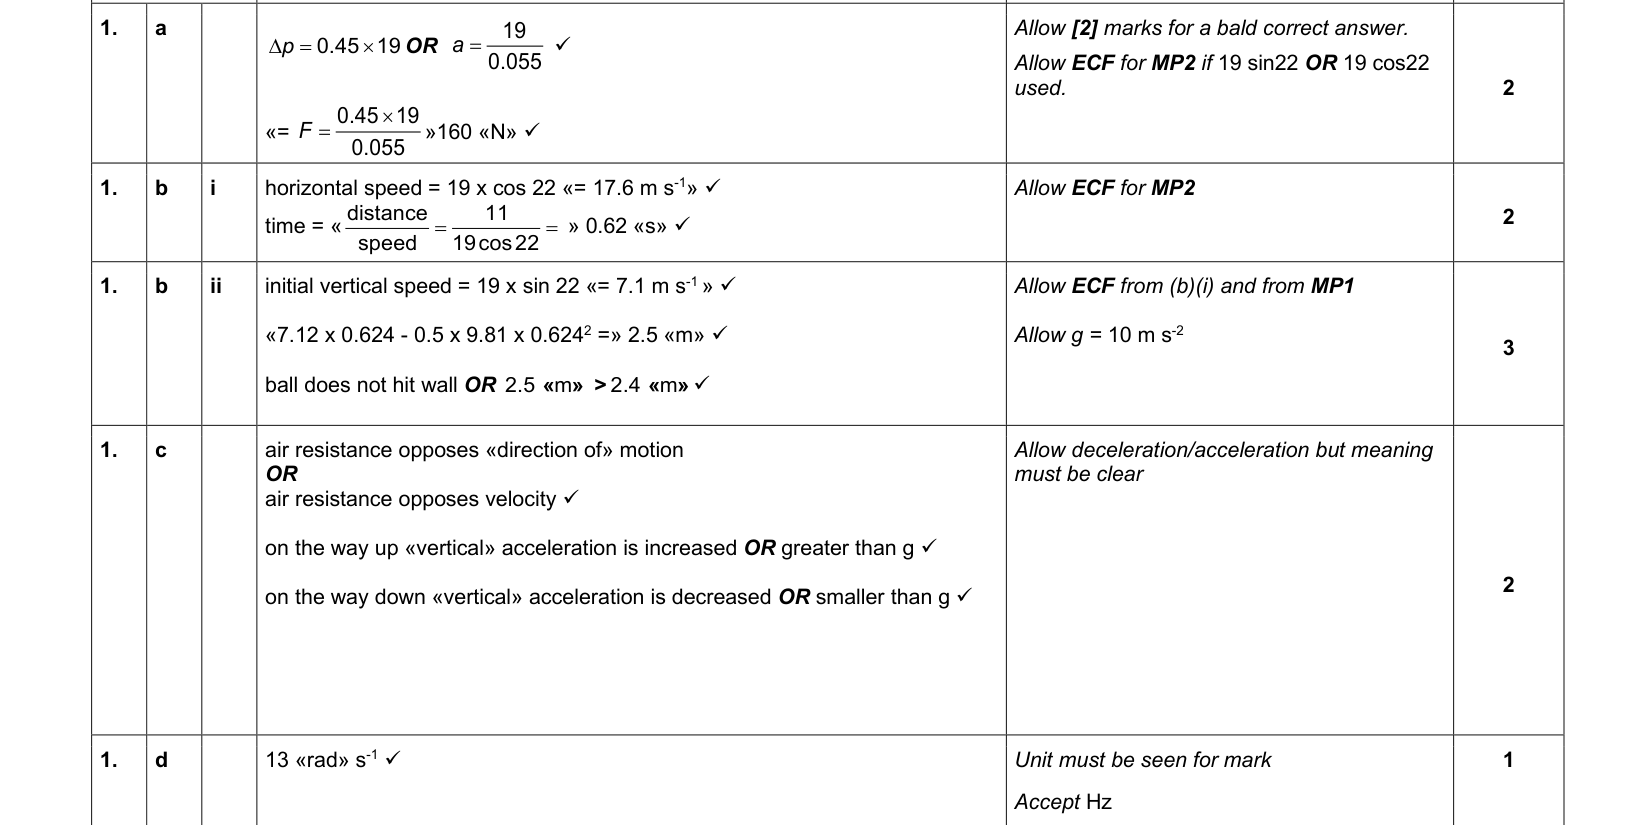 1. a Δp = 0.45 × 19 OR a = 19/0.055 ✓
«= F = (0.45 × 19)/0.055 »160 «N» ✓
Allow [2] marks for a bald correct answer.
Allow ECF for MP2 if 19 sin22 OR 19 cos22
used.
2
1. b i horizontal speed = 19 x cos 22 «= 17.6 m s⁻¹» ✓
time = « distance/speed = 11/(19 cos 22) = » 0.62 «s» ✓
Allow ECF for MP2
2
1. b ii initial vertical speed = 19 x sin 22 «= 7.1 m s⁻¹ » ✓
«7.12 x 0.624 - 0.5 x 9.81 x 0.624² =» 2.5 «m» ✓
ball does not hit wall OR 2.5 «m» > 2.4 «m» ✓
Allow ECF from (b)(i) and from MP1
Allow g = 10 m s⁻²
3
1. c air resistance opposes «direction of» motion
OR
air resistance opposes velocity ✓
on the way up «vertical» acceleration is increased OR greater than g ✓
on the way down «vertical» acceleration is decreased OR smaller than g ✓
Allow deceleration/acceleration but meaning
must be clear
2
1. d 13 «rad» s⁻¹ ✓
Unit must be seen for mark
Accept Hz
1